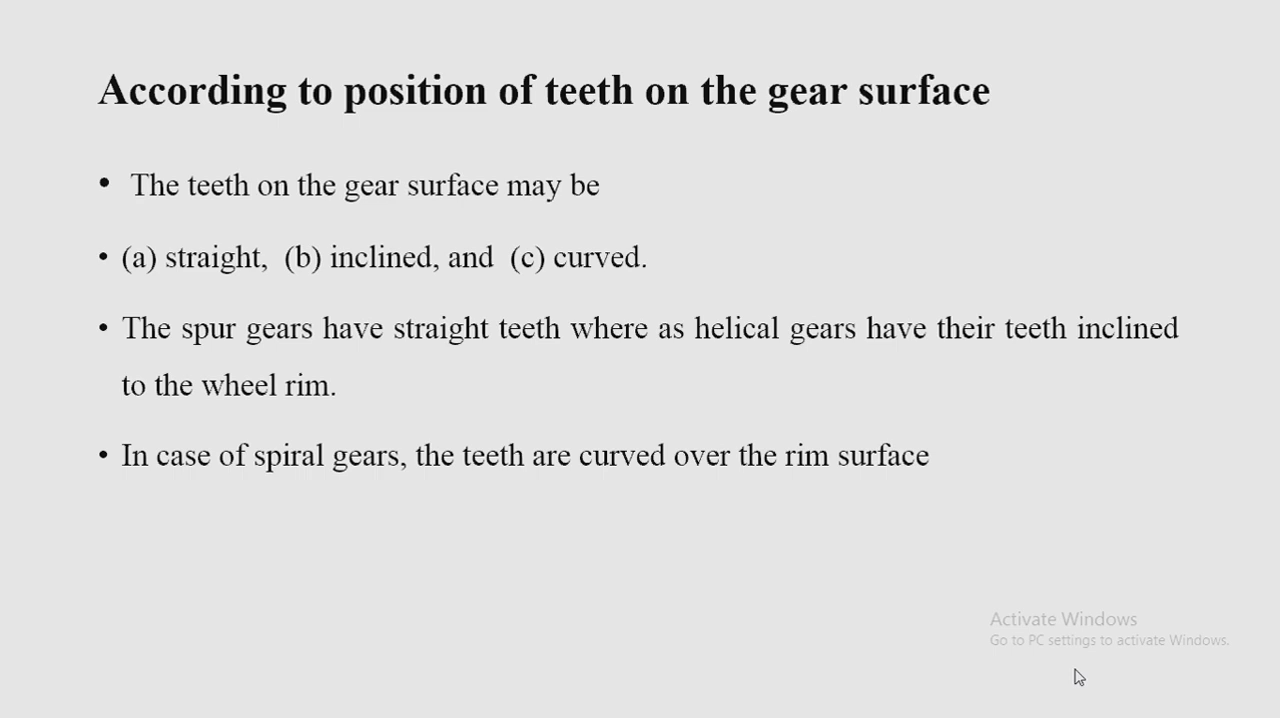 According to position of teeth on the gear surface
• The teeth on the gear surface may be
• (a) straight, (b) inclined, and (c) curved.
• The spur gears have straight teeth where as helical gears have their teeth inclined
to the wheel rim.
• In case of spiral gears, the teeth are curved over the rim surface
Activate Windows
Go to PC settings to activate Windows.